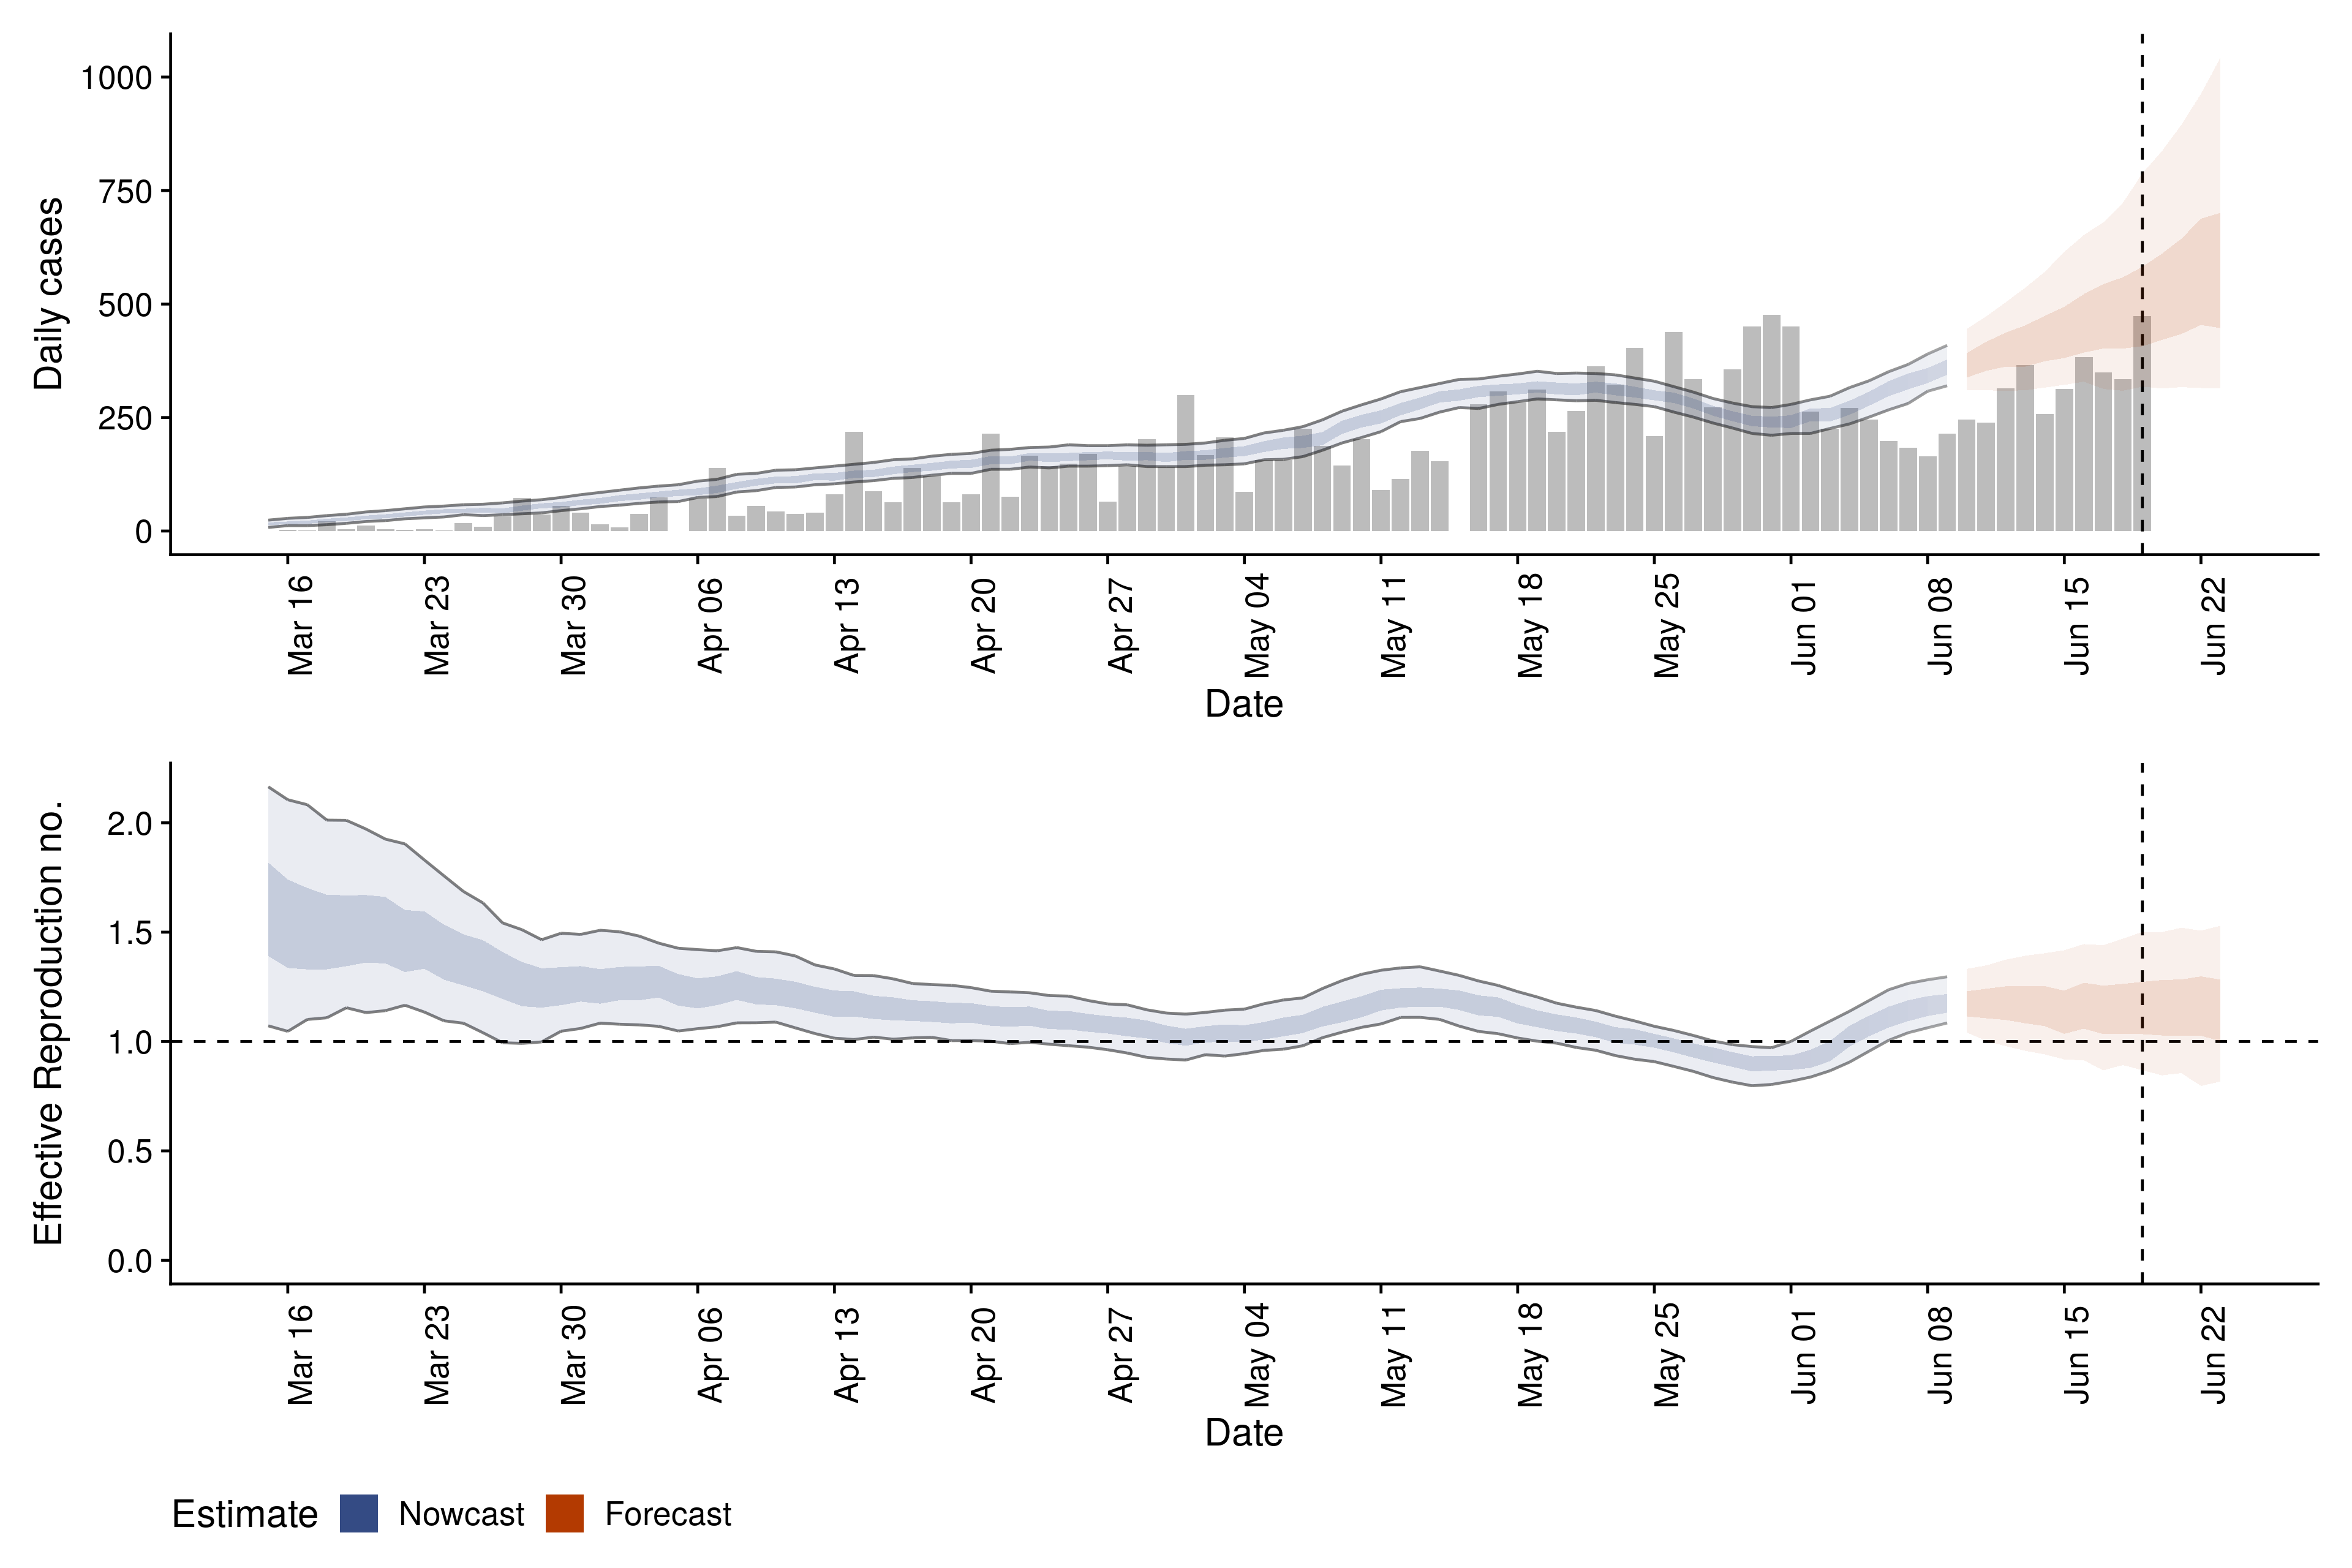 Daily cases
1000
750
500
250
0
Mar 16
Mar 23
Mar 30
Apr 06
Apr 13
Apr 20
Apr 27
May 04
May 11
May 18
May 25
Jun 01
Jun 08
Jun 15
Jun 22
Date
Effective Reproduction no.
2.0
1.5
1.0
0.5
0.0
Mar 16
Mar 23
Mar 30
Apr 06
Apr 13
Apr 20
Apr 27
May 04
May 11
May 18
May 25
Jun 01
Jun 08
Jun 15
Jun 22
Date
Estimate Nowcast Forecast